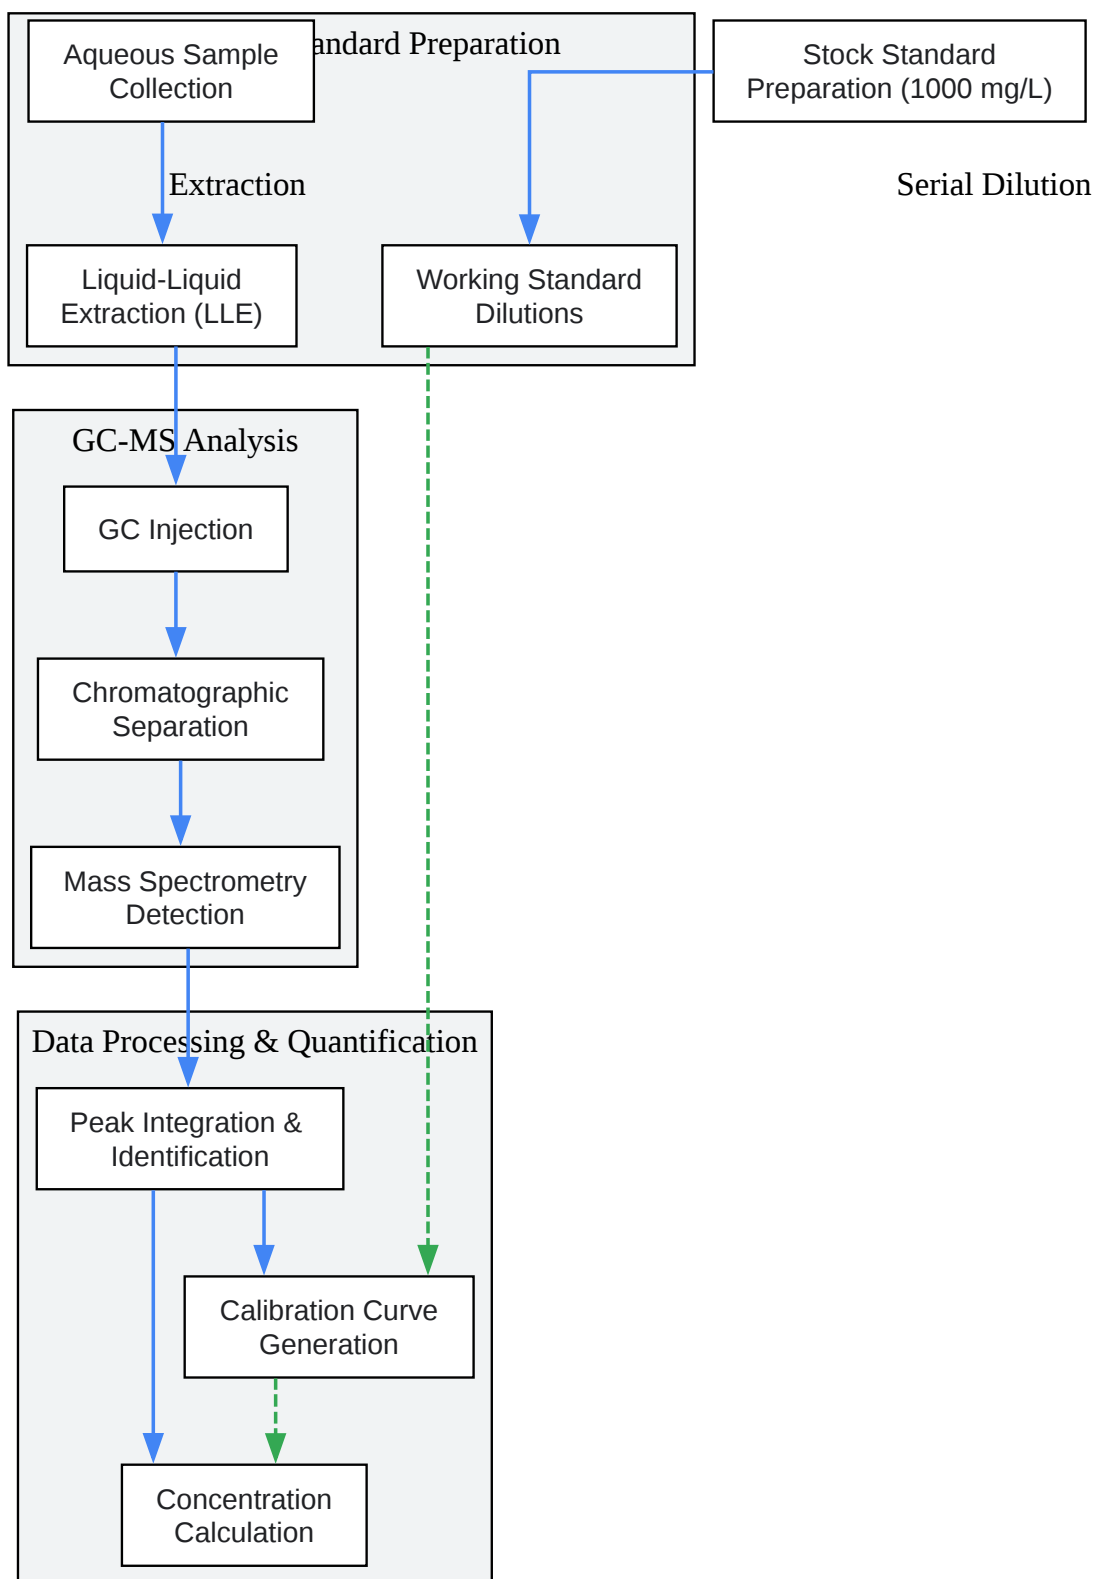 Aqueous Sample
Collection
Preparation
Stock Standard
Preparation (1000 mg/L)
Extraction
Serial Dilution
Liquid-Liquid
Extraction (LLE)
Working Standard
Dilutions
GC-MS Analysis
GC Injection
Chromatographic
Separation
Mass Spectrometry
Detection
Data Processing & Quantification
Peak Integration &
Identification
Calibration Curve
Generation
Concentration
Calculation